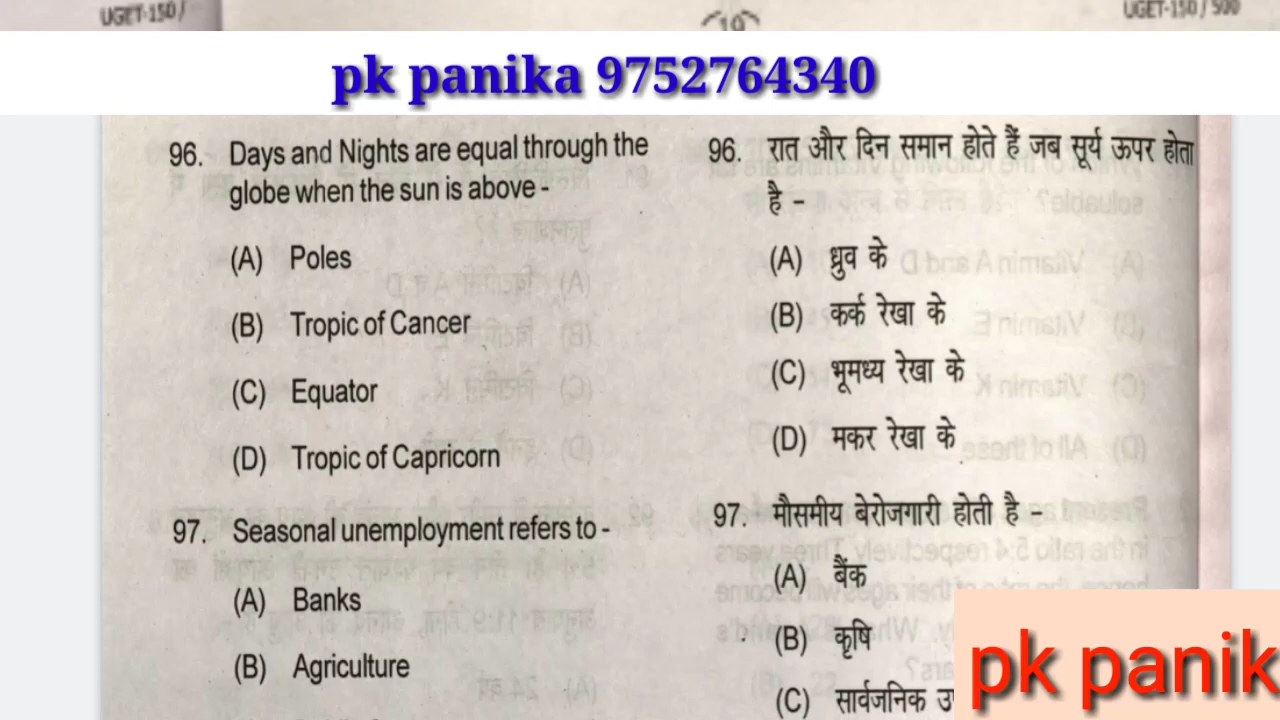 UGET-150 /
(19)
UGET-150 / 500
pk panika 9752764340
96. Days and Nights are equal through the
globe when the sun is above -
(A) Poles
(B) Tropic of Cancer
(C) Equator
(D) Tropic of Capricorn
97. Seasonal unemployment refers to -
(A) Banks
(B) Agriculture
96. रात और दिन समान होते हैं जब सूर्य ऊपर होता
है -
(A) ध्रुव के
(B) कर्क रेखा के
(C) भूमध्य रेखा के
(D) मकर रेखा के
97. मौसमीय बेरोजगारी होती है -
(A) बैंक
(B) कृषि
(C) सार्वजनिक
pk panik